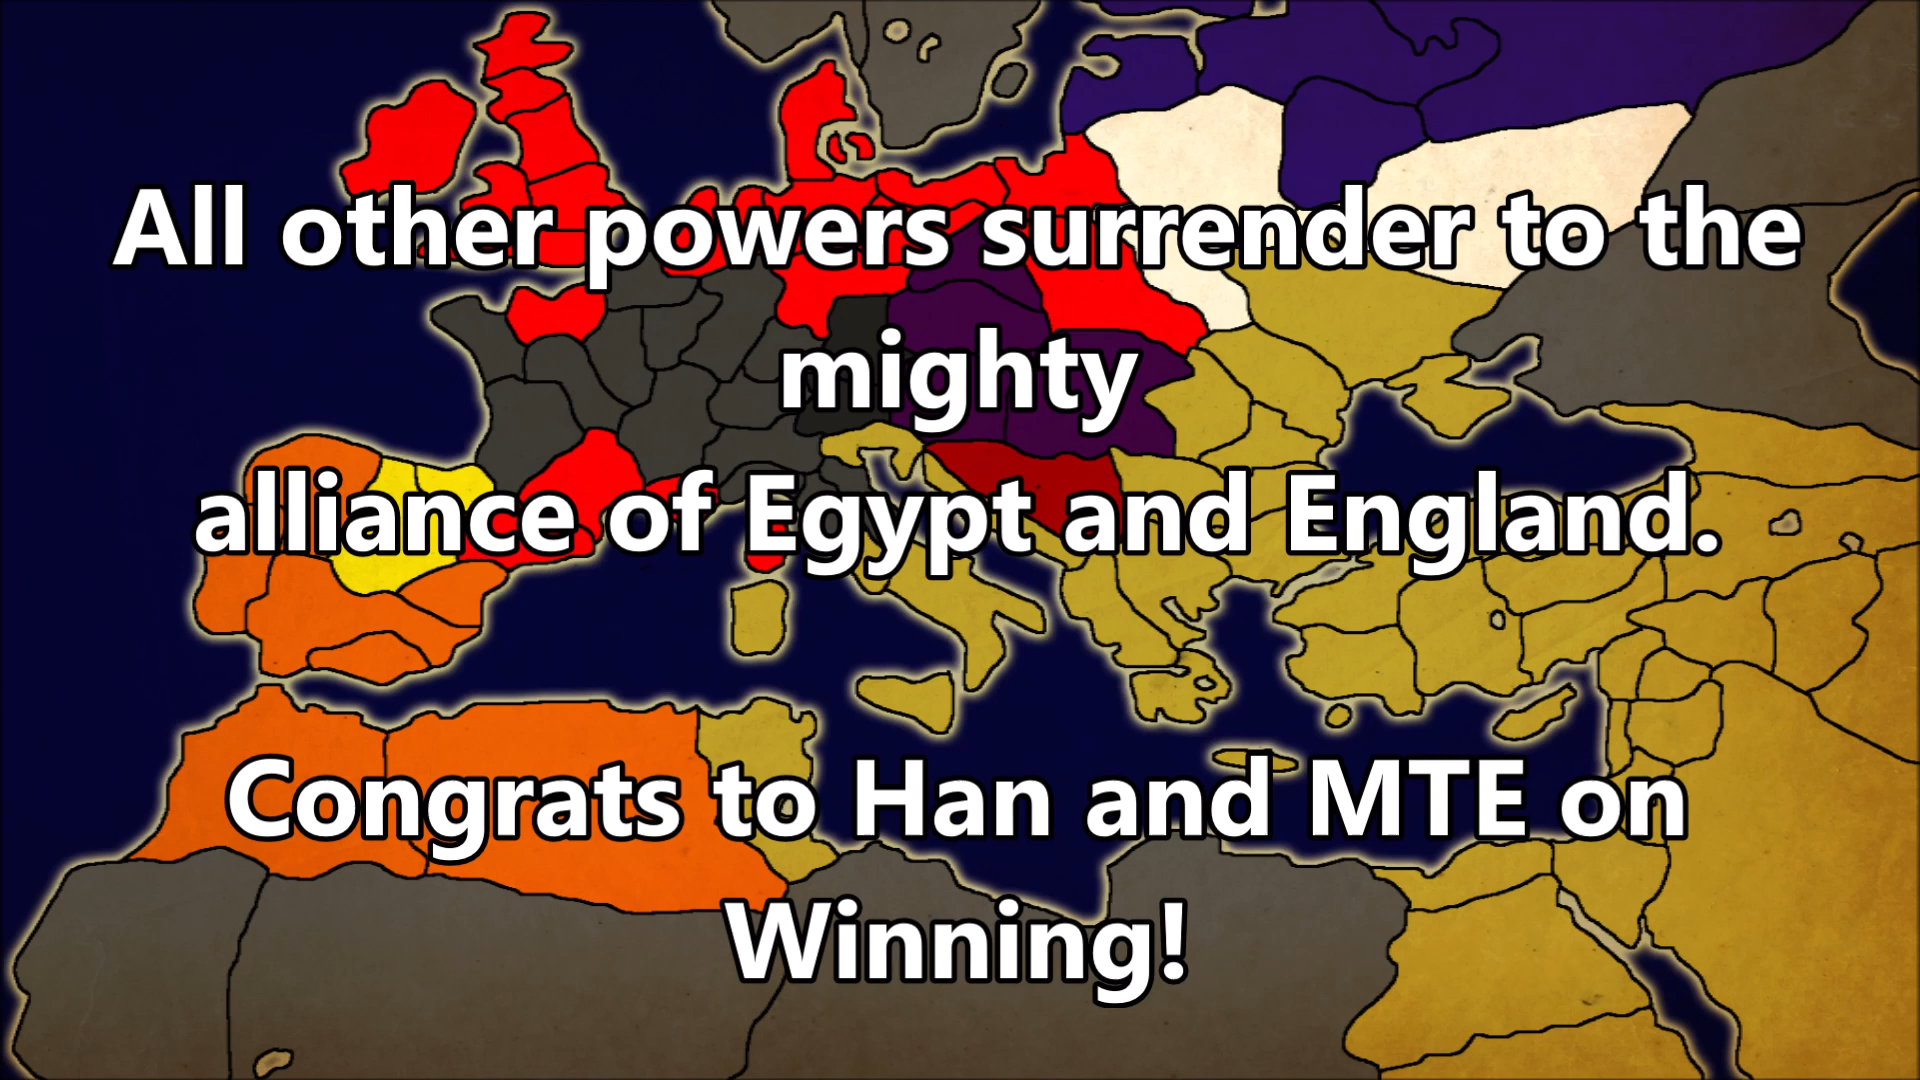 All other powers surrender to the
mighty
alliance of Egypt and England.
Congrats to Han and MTE on
Winning!